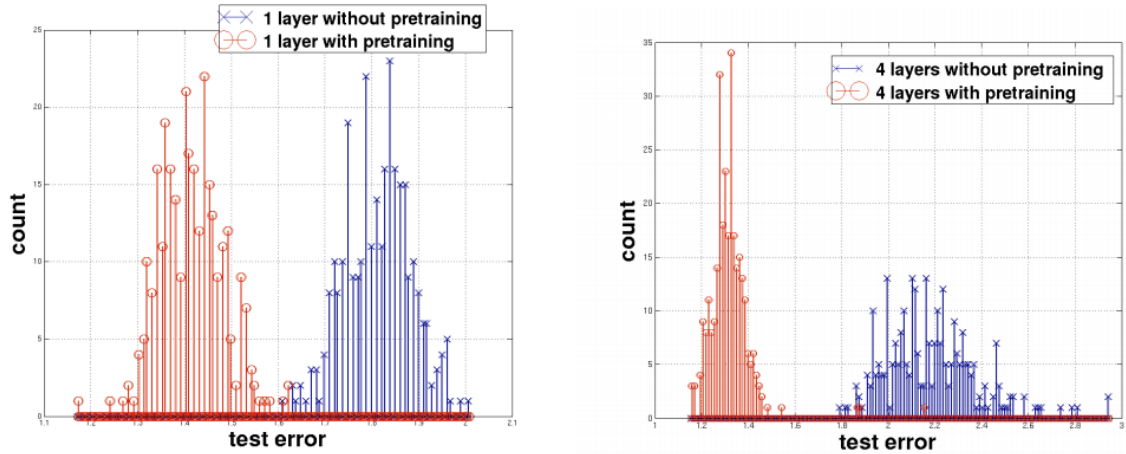 1 layer without pretraining
1 layer with pretraining
25
20
15
10
5
0
count
1.1 1.2 1.3 1.4 1.5 1.6 1.7 1.8 1.9 2 2.1
test error
4 layers without pretraining
4 layers with pretraining
35
30
25
20
15
10
5
0
count
1 1.2 1.4 1.6 1.8 2 2.2 2.4 2.6 2.8 3
test error